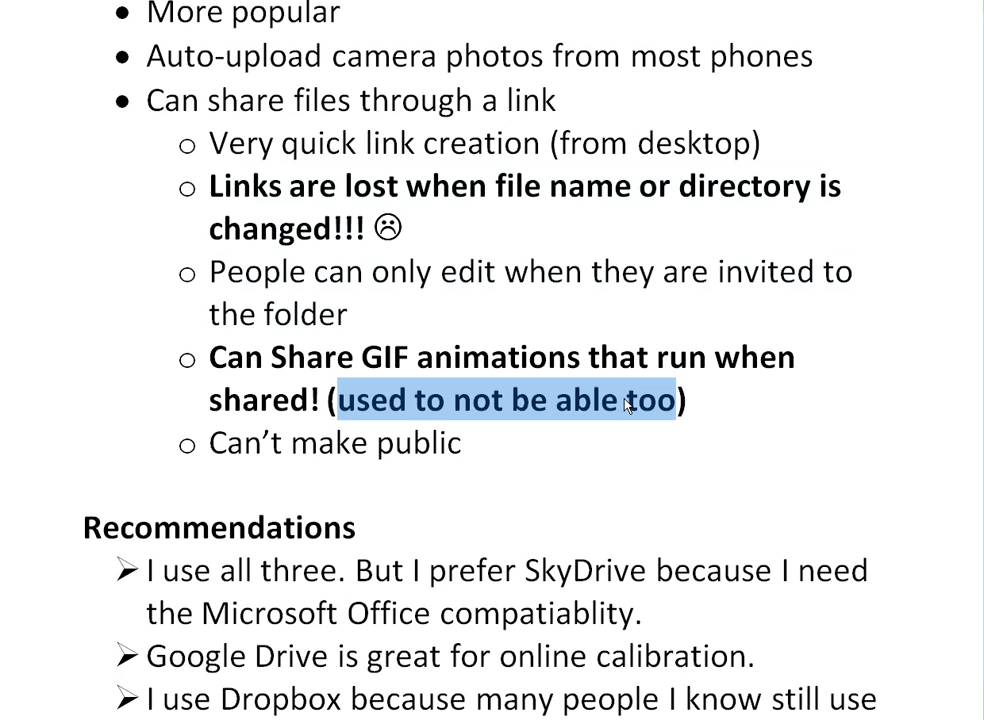 • More popular
• Auto-upload camera photos from most phones
• Can share files through a link
o Very quick link creation (from desktop)
o Links are lost when file name or directory is
changed!!! ☹
o People can only edit when they are invited to
the folder
o Can Share GIF animations that run when
shared! (used to not be able too)
o Can’t make public
Recommendations
➢ I use all three. But I prefer SkyDrive because I need
the Microsoft Office compatiablity.
➢ Google Drive is great for online calibration.
➢ I use Dropbox because many people I know still use